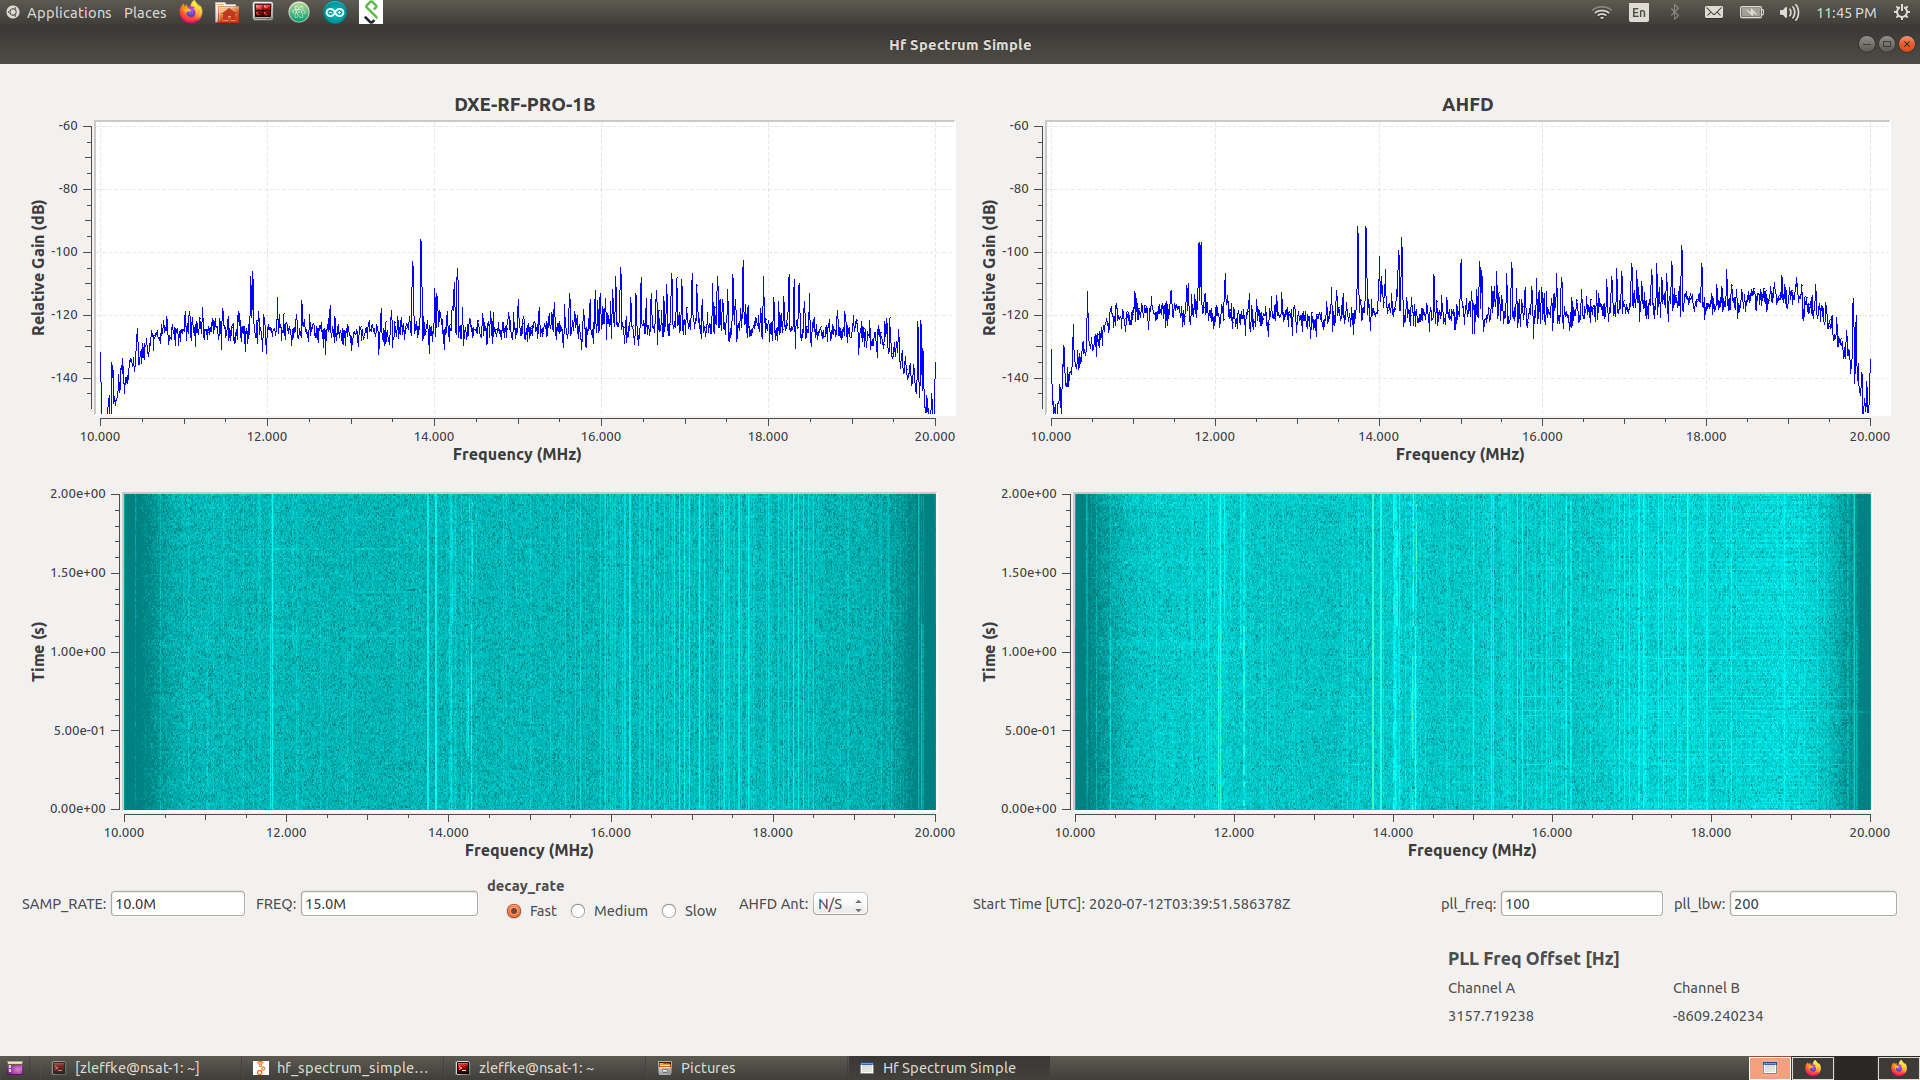 Applications Places En 11:45 PM
Hf Spectrum Simple
DXE-RF-PRO-1B
-60
-80
-100
-120
-140
Relative Gain (dB)
10.000 12.000 14.000 16.000 18.000 20.000
Frequency (MHz)
AHFD
-60
-80
-100
-120
-140
Relative Gain (dB)
10.000 12.000 14.000 16.000 18.000 20.000
Frequency (MHz)
2.00e+00
1.50e+00
1.00e+00
5.00e-01
0.00e+00
Time (s)
10.000 12.000 14.000 16.000 18.000 20.000
Frequency (MHz)
2.00e+00
1.50e+00
1.00e+00
5.00e-01
0.00e+00
Time (s)
10.000 12.000 14.000 16.000 18.000 20.000
Frequency (MHz)
SAMP_RATE: 10.0M FREQ: 15.0M
decay_rate
Fast Medium Slow
AHFD Ant: N/S
Start Time [UTC]: 2020-07-12T03:39:51.586378Z
pll_freq: 100 pll_lbw: 200
PLL Freq Offset [Hz]
Channel A Channel B
3157.719238 -8609.240234
[zleffke@nsat-1: ~] hf_spectrum_simple... zleffke@nsat-1: ~ Pictures Hf Spectrum Simple